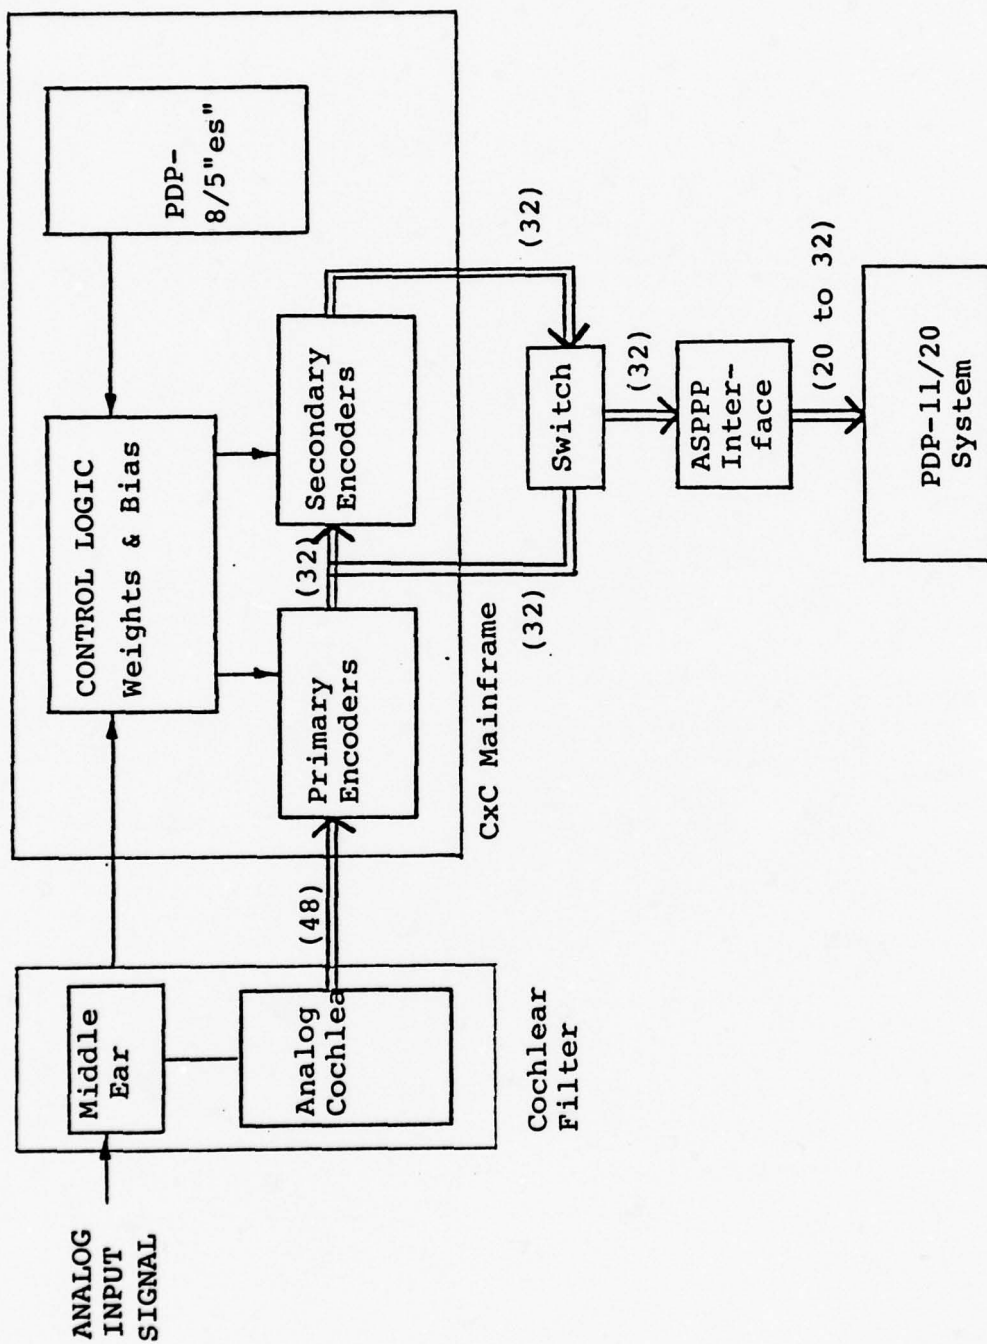 ANALOG
INPUT
SIGNAL
Middle
Ear
Analog
Cochlea
Cochlear
Filter
(48)
CONTROL LOGIC
Weights & Bias
PDP-
8/5"es"
Primary
Encoders
(32)
Secondary
Encoders
CxC Mainframe
(32)
(32)
Switch
(32)
ASPPP
Inter-
face
(20 to 32)
PDP-11/20
System